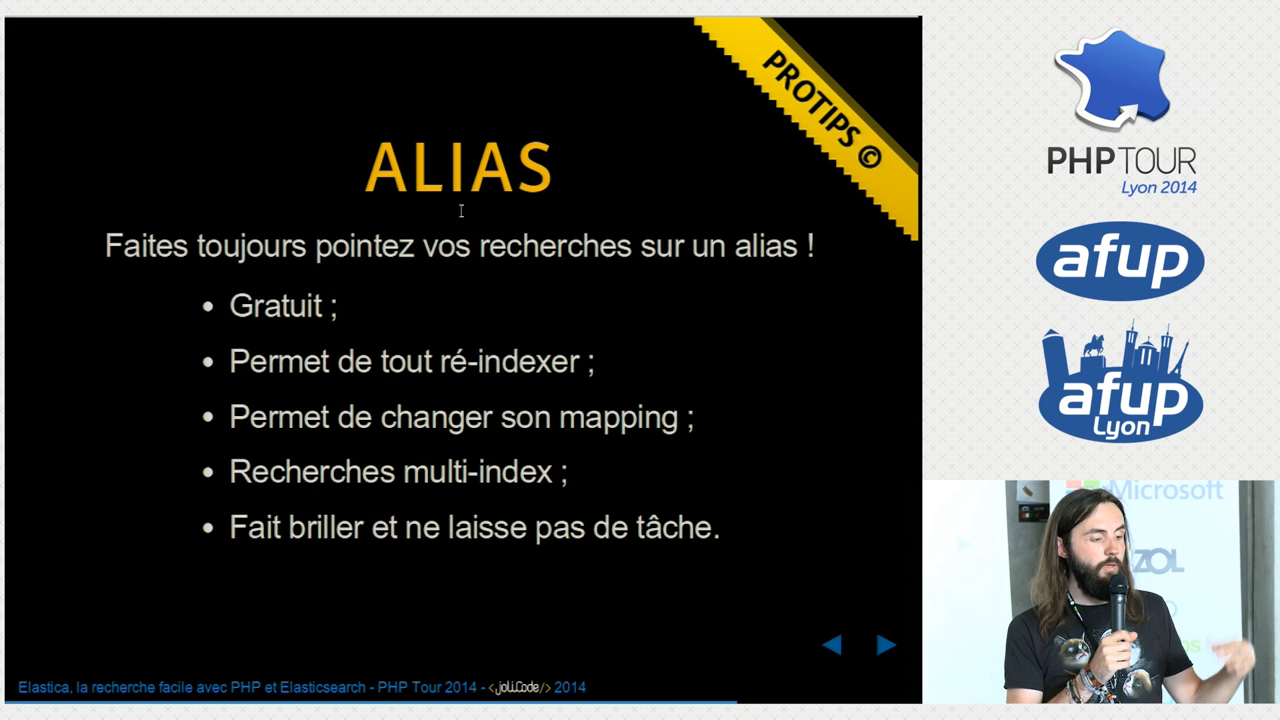 PROTIPS ©
ALIAS
Faites toujours pointez vos recherches sur un alias !
• Gratuit ;
• Permet de tout ré-indexer ;
• Permet de changer son mapping ;
• Recherches multi-index ;
• Fait briller et ne laisse pas de tâche.
Elastica, la recherche facile avec PHP et Elasticsearch - PHP Tour 2014 - <joliCode/> 2014
PHP TOUR
Lyon 2014
afup
afup
Lyon
Microsoft
ZOL